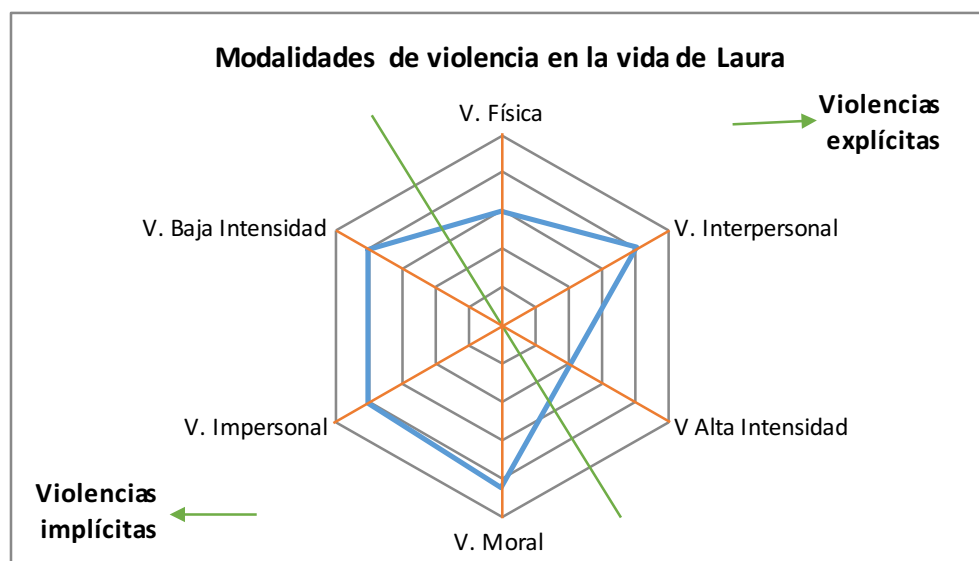 Modalidades de violencia en la vida de Laura
V. Física
Violencias
explícitas
V. Baja Intensidad
V. Interpersonal
V. Impersonal
V Alta Intensidad
Violencias
implícitas
V. Moral